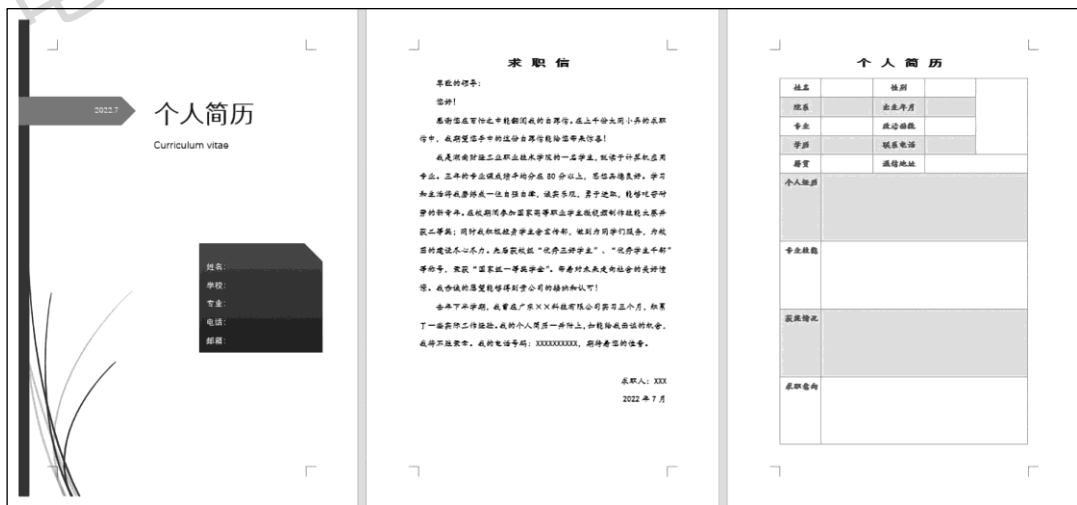 2022.7
个人简历
Curriculum vitae
姓名：
学校：
专业：
电话：
邮箱：
求 职 信
尊敬的领导：
您好！
感谢您在百忙之中能翻阅我的自荐信。在上千份大同小异的求职
信中，我期望您手中的这份自荐信能给您带来惊喜！
我是湖南财经工业职业技术学院的一名学生，就读于计算机应用
专业。三年的专业课成绩平均分在 80 分以上，思想品德良好。学习
和生活将我磨练成一位自强自律，诚实乐观，勇于进取，能够吃苦耐
劳的新青年。在校期间参加国家高等职业学生微视频制作技能大赛并
获二等奖；同时我积极投身学生会宣传部，做到为同学们服务，为校
园的建设尽心尽力。先后获校级“优秀三好学生”、“优秀学生干部”
等称号，荣获“国家级一等奖学金”。带着对未来走向社会的美好憧
憬，我赤诚的愿望能够得到贵公司的接纳和认可！
去年下半学期，我曾在广东××科技有限公司实习三个月，积累
了一些实际工作经验。我的个人简历一并附上，如能给我面谈的机会，
我将不胜荣幸。我的电话号码：XXXXXXXXXX，期待着您的佳音。
求职人：XXX
2022 年 7 月
个 人 简 历
姓名 性别
院系 出生年月
专业 政治面貌
学历 联系电话
籍贯 通信地址
个人经历
专业技能
获奖情况
求职意向